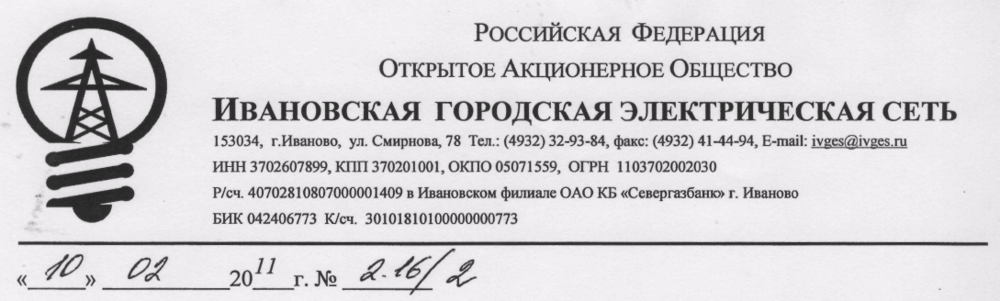 Российская Федерация
Открытое Акционерное Общество
Ивановская городская электрическая сеть
153034, г.Иваново, ул. Смирнова, 78 Тел.: (4932) 32-93-84, факс: (4932) 41-44-94, E-mail: ivges@ivges.ru
ИНН 3702607899, КПП 370201001, ОКПО 05071559, ОГРН 1103702002030
Р/сч. 40702810807000001409 в Ивановском филиале ОАО КБ «Севергазбанк» г. Иваново
БИК 042406773 К/сч. 30101810100000000773
«10» 02 2011 г. № 2.16/2